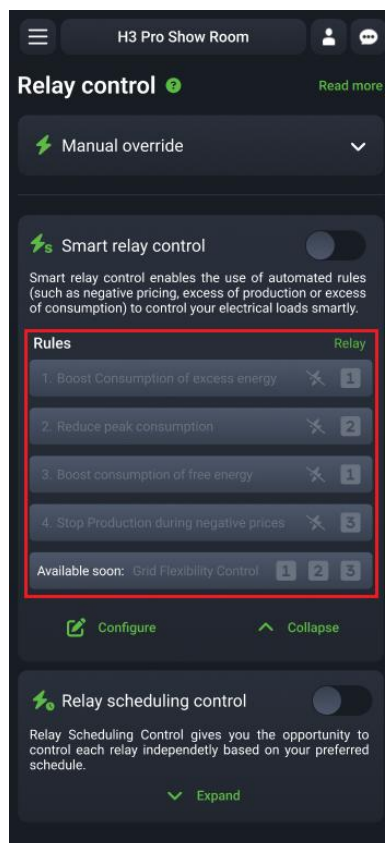 H3 Pro Show Room
Relay control ?
Read more
Manual override
S Smart relay control
Smart relay control enables the use of automated rules
(such as negative pricing, excess of production or excess
of consumption) to control your electrical loads smartly.
Rules Relay
1. Boost Consumption of excess energy 1
2. Reduce peak consumption 2
3. Boost consumption of free energy 1
4. Stop Production during negative prices 3
Available soon: Grid Flexibility Control 1 2 3
Configure Collapse
Relay scheduling control
Relay Scheduling Control gives you the opportunity to
control each relay independetly based on your preferred
schedule.
Expand